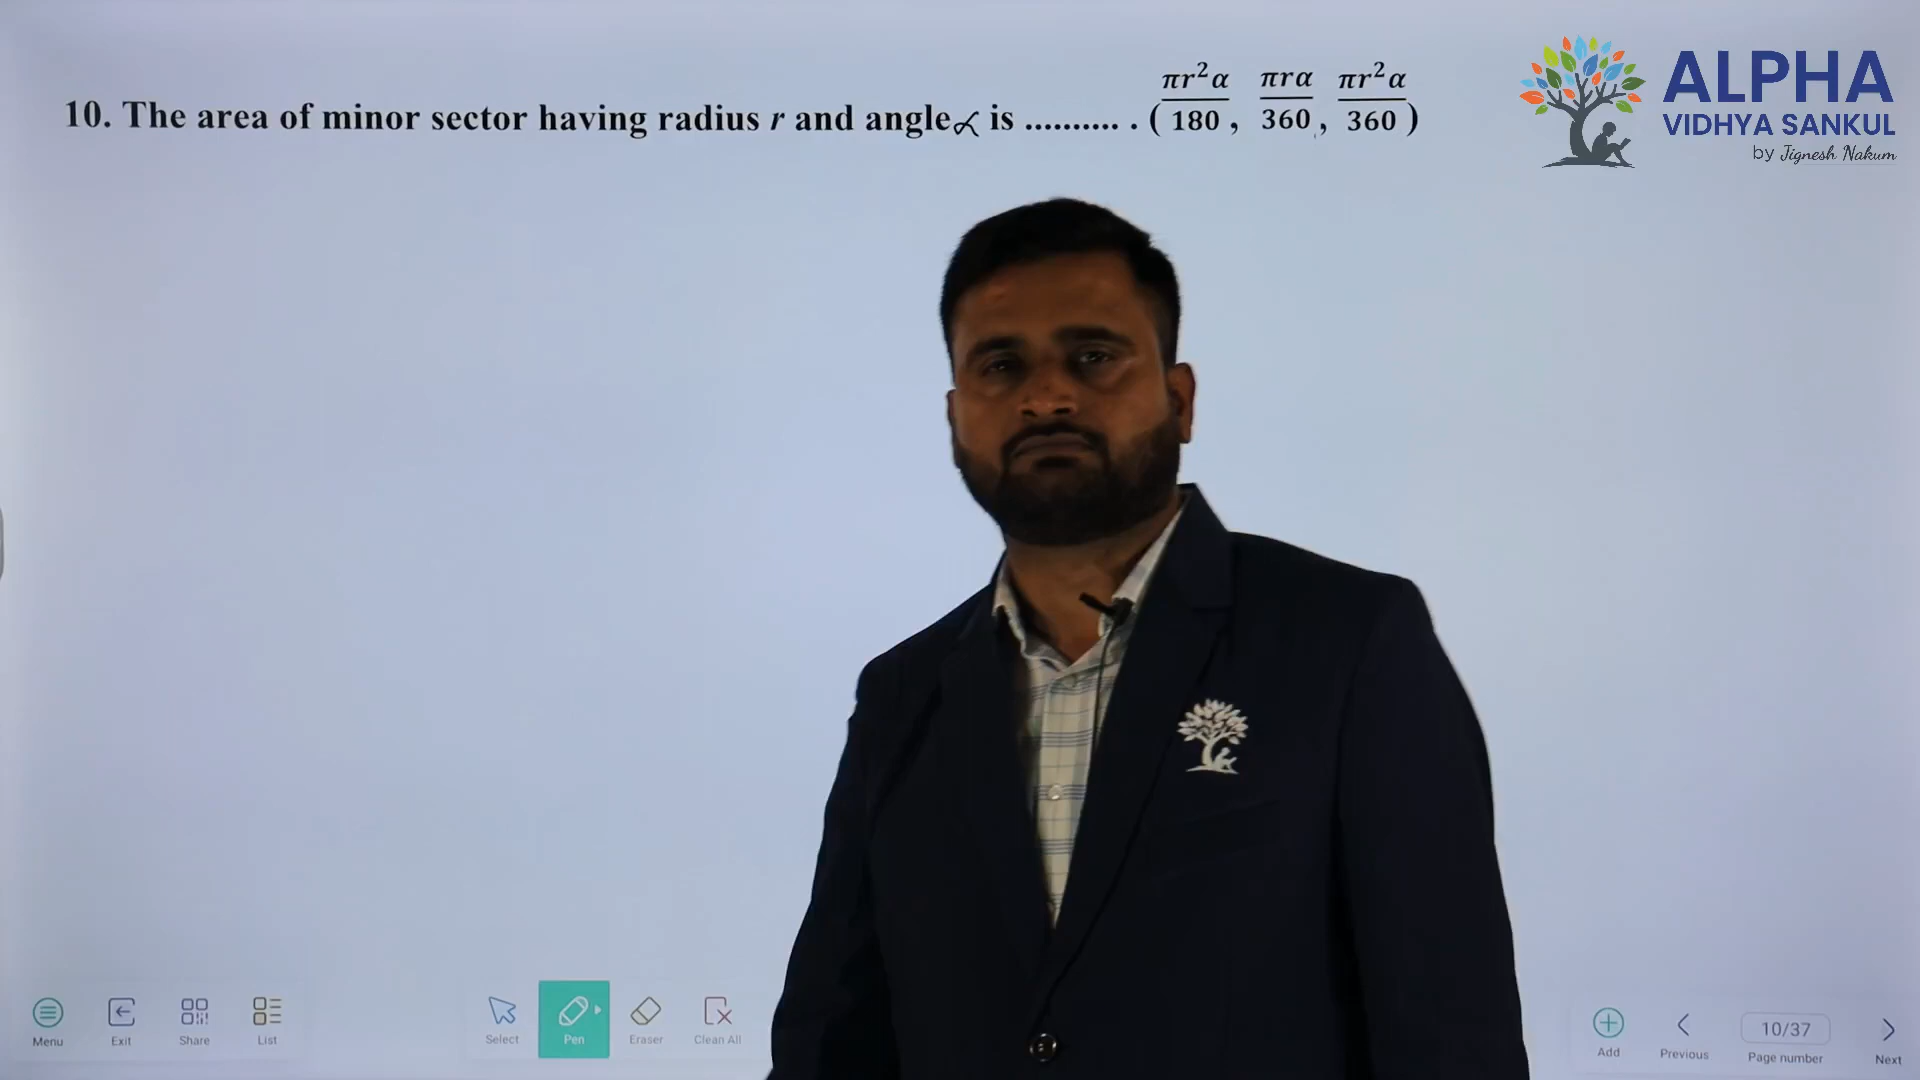 10. The area of minor sector having radius r and angle ∝ is .......... . ( πr²α/180 , πrα/360 , πr²α/360 )
ALPHA
VIDHYA SANKUL
by Jignesh Nakum
Menu
Exit
Share
List
Select
Pen
Eraser
Clean All
Add
Previous
10/37
Page number
Next